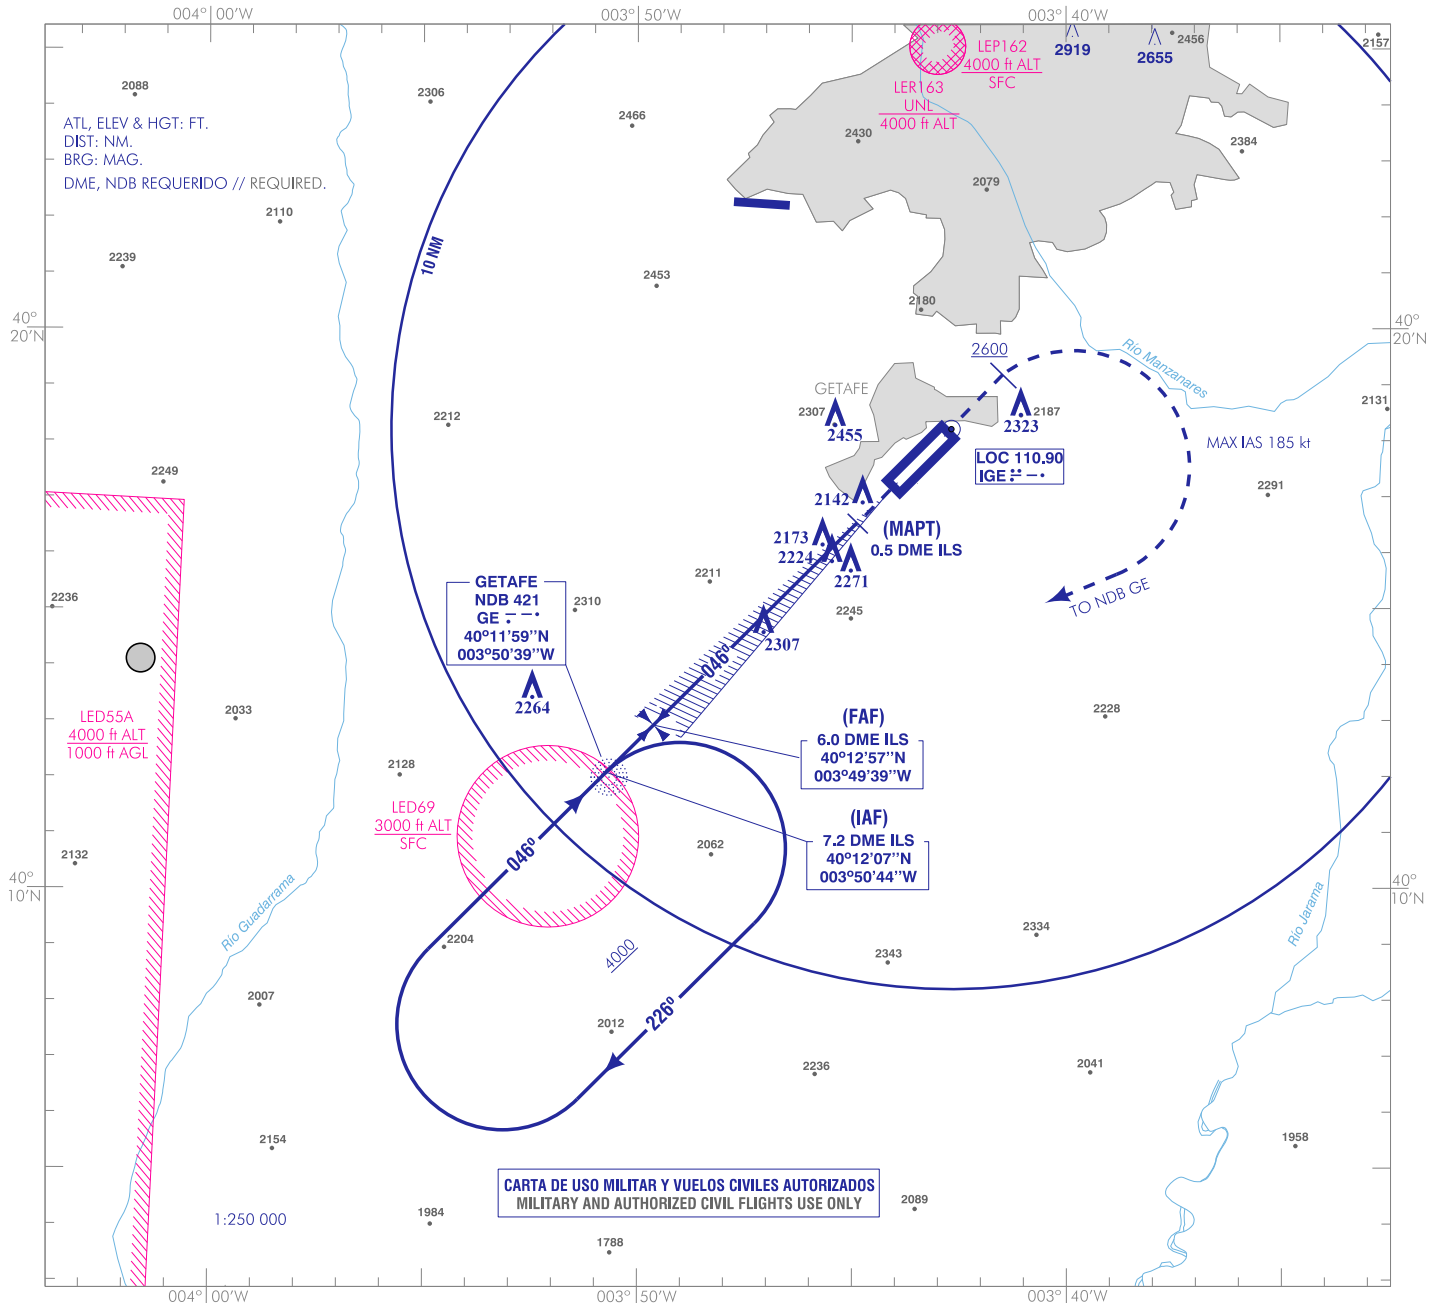 004° 00'W
003° 50'W
003° 40'W
2919
2655
2456
2157
LEP162
4000 ft ALT
SFC
LER163
UNL
4000 ft ALT
2088
2306
2466
2430
2384
ATL, ELEV & HGT: FT.
DIST: NM.
BRG: MAG.
DME, NDB REQUERIDO // REQUIRED.
2079
2110
2239
10 NM
2453
2180
40°
20'N
40°
20'N
2600
Río Manzanares
GETAFE
2307
2455
2187
2323
2131
2212
MAX IAS 185 kt
LOC 110.90
IGE
2249
2291
2142
(MAPT)
0.5 DME ILS
2173
2224
2271
2211
GETAFE
NDB 421
GE
40°11'59''N
003°50'39''W
2310
2236
2245
TO NDB GE
2307
046°
2264
2033
2228
LED55A
4000 ft ALT
1000 ft AGL
(FAF)
6.0 DME ILS
40°12'57''N
003°49'39''W
2128
LED69
3000 ft ALT
SFC
(IAF)
7.2 DME ILS
40°12'07''N
003°50'44''W
046°
2062
2132
40°
10'N
40°
10'N
Río Guadarrama
Río Jarama
2204
4000
2334
2343
2007
226°
2012
2236
2041
2154
1958
CARTA DE USO MILITAR Y VUELOS CIVILES AUTORIZADOS
MILITARY AND AUTHORIZED CIVIL FLIGHTS USE ONLY
1:250 000
1984
2089
1788
004° 00'W
003° 50'W
003° 40'W